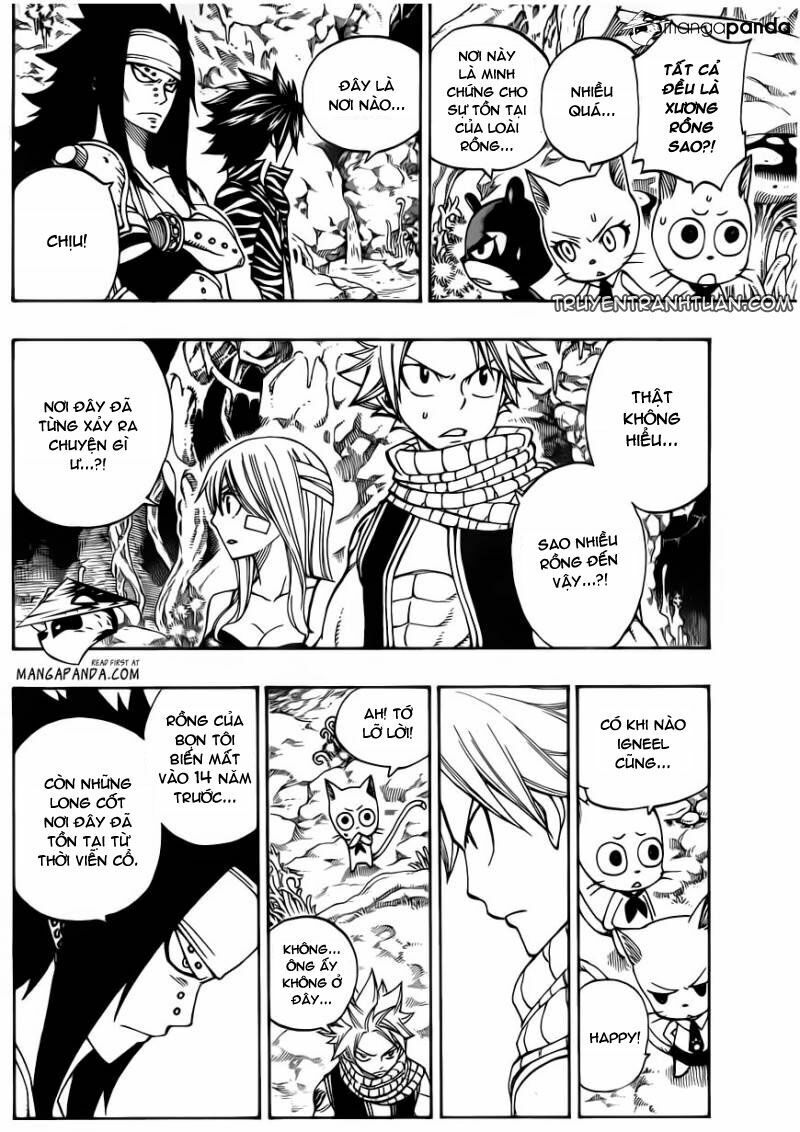 mangapanda
TẤT CẢ
ĐỀU LÀ
XƯƠNG
RỒNG
SAO?!
NHIỀU
QUÁ...
NƠI NÀY
LÀ MINH
CHỨNG CHO
SỰ TỒN TẠI
CỦA LOÀI
RỒNG...
ĐÂY LÀ
NƠI NÀO...
CHỊU!
TRUYENTRANHTUAN.COM
THẬT
KHÔNG
HIỂU...
SAO NHIỀU
RỒNG ĐẾN
VẬY...?!
NƠI ĐÂY ĐÃ
TỪNG XẢY RA
CHUYỆN GÌ
Ư...?!
READ FIRST AT
MANGAPANDA.COM
CÓ KHI NÀO
IGNEEL
CŨNG...
HAPPY!
AH! TỚ
LỠ LỜI!
KHÔNG...
ÔNG ẤY
KHÔNG Ở
ĐÂY...
RỒNG CỦA
BỌN TÔI
BIẾN MẤT
VÀO 14 NĂM
TRƯỚC...
CÒN NHỮNG
LONG CỐT
NƠI ĐÂY ĐÃ
TỒN TẠI TỪ
THỜI VIỄN CỔ.